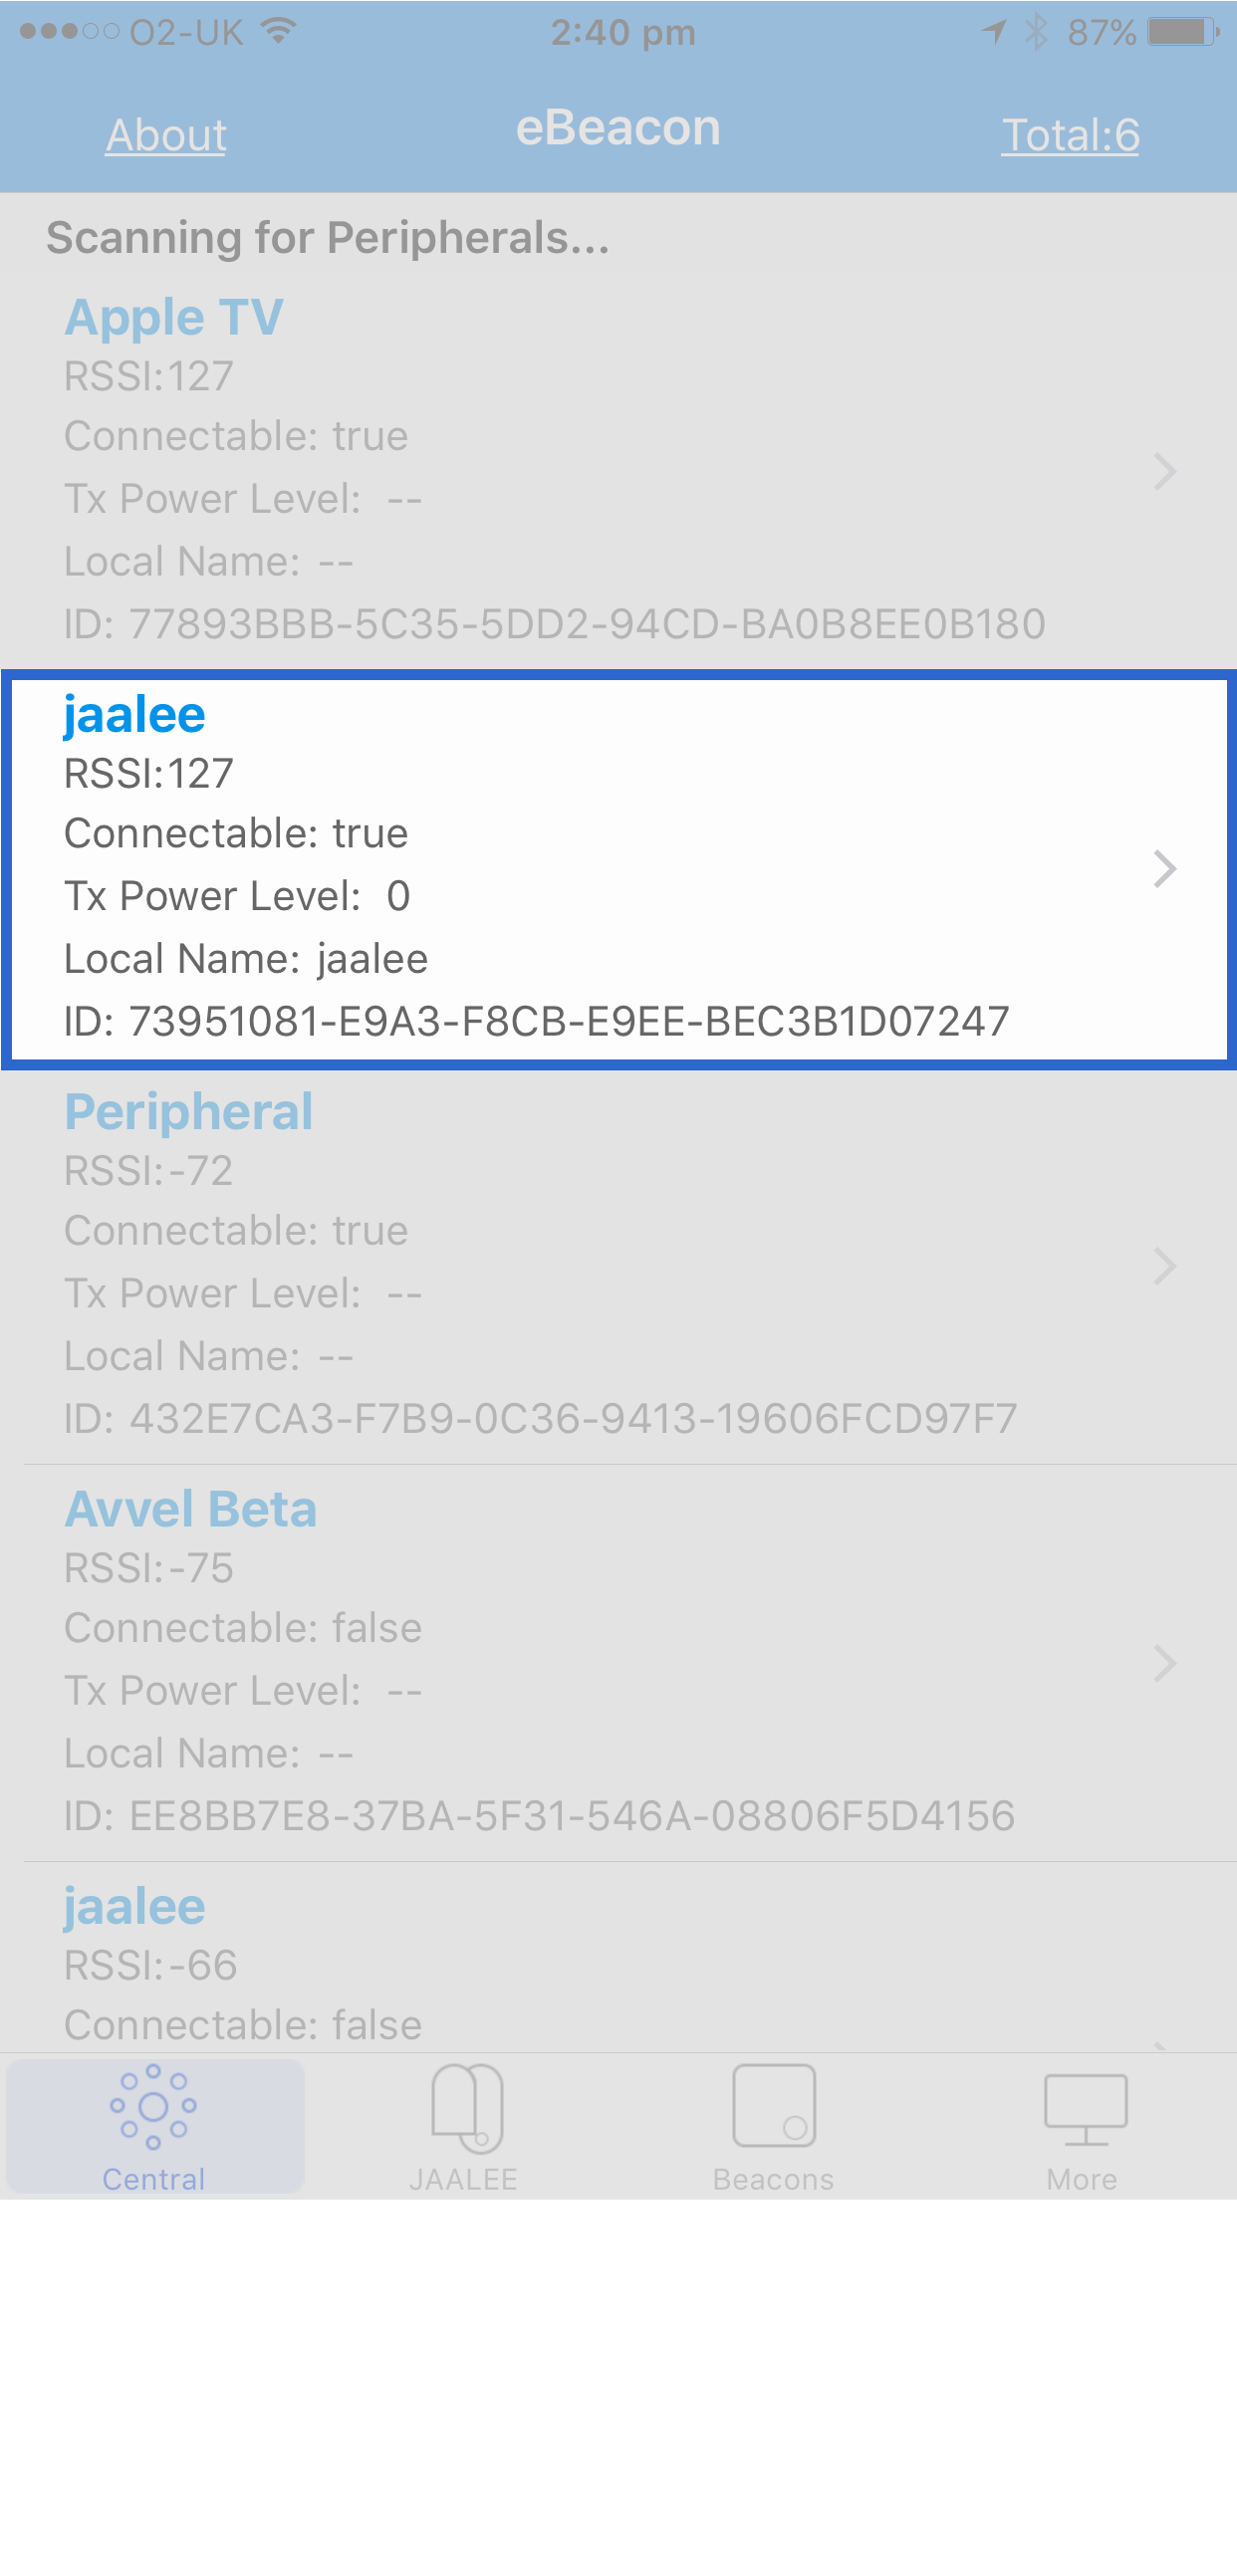 O2-UK 2:40 pm 87%
About eBeacon Total:6
Scanning for Peripherals...
Apple TV
RSSI:127
Connectable: true
Tx Power Level: --
Local Name: --
ID: 77893BBB-5C35-5DD2-94CD-BA0B8EE0B180
jaalee
RSSI:127
Connectable: true
Tx Power Level: 0
Local Name: jaalee
ID: 73951081-E9A3-F8CB-E9EE-BEC3B1D07247
Peripheral
RSSI:-72
Connectable: true
Tx Power Level: --
Local Name: --
ID: 432E7CA3-F7B9-0C36-9413-19606FCD97F7
Avvel Beta
RSSI:-75
Connectable: false
Tx Power Level: --
Local Name: --
ID: EE8BB7E8-37BA-5F31-546A-08806F5D4156
jaalee
RSSI:-66
Connectable: false
Central JAALEE Beacons More